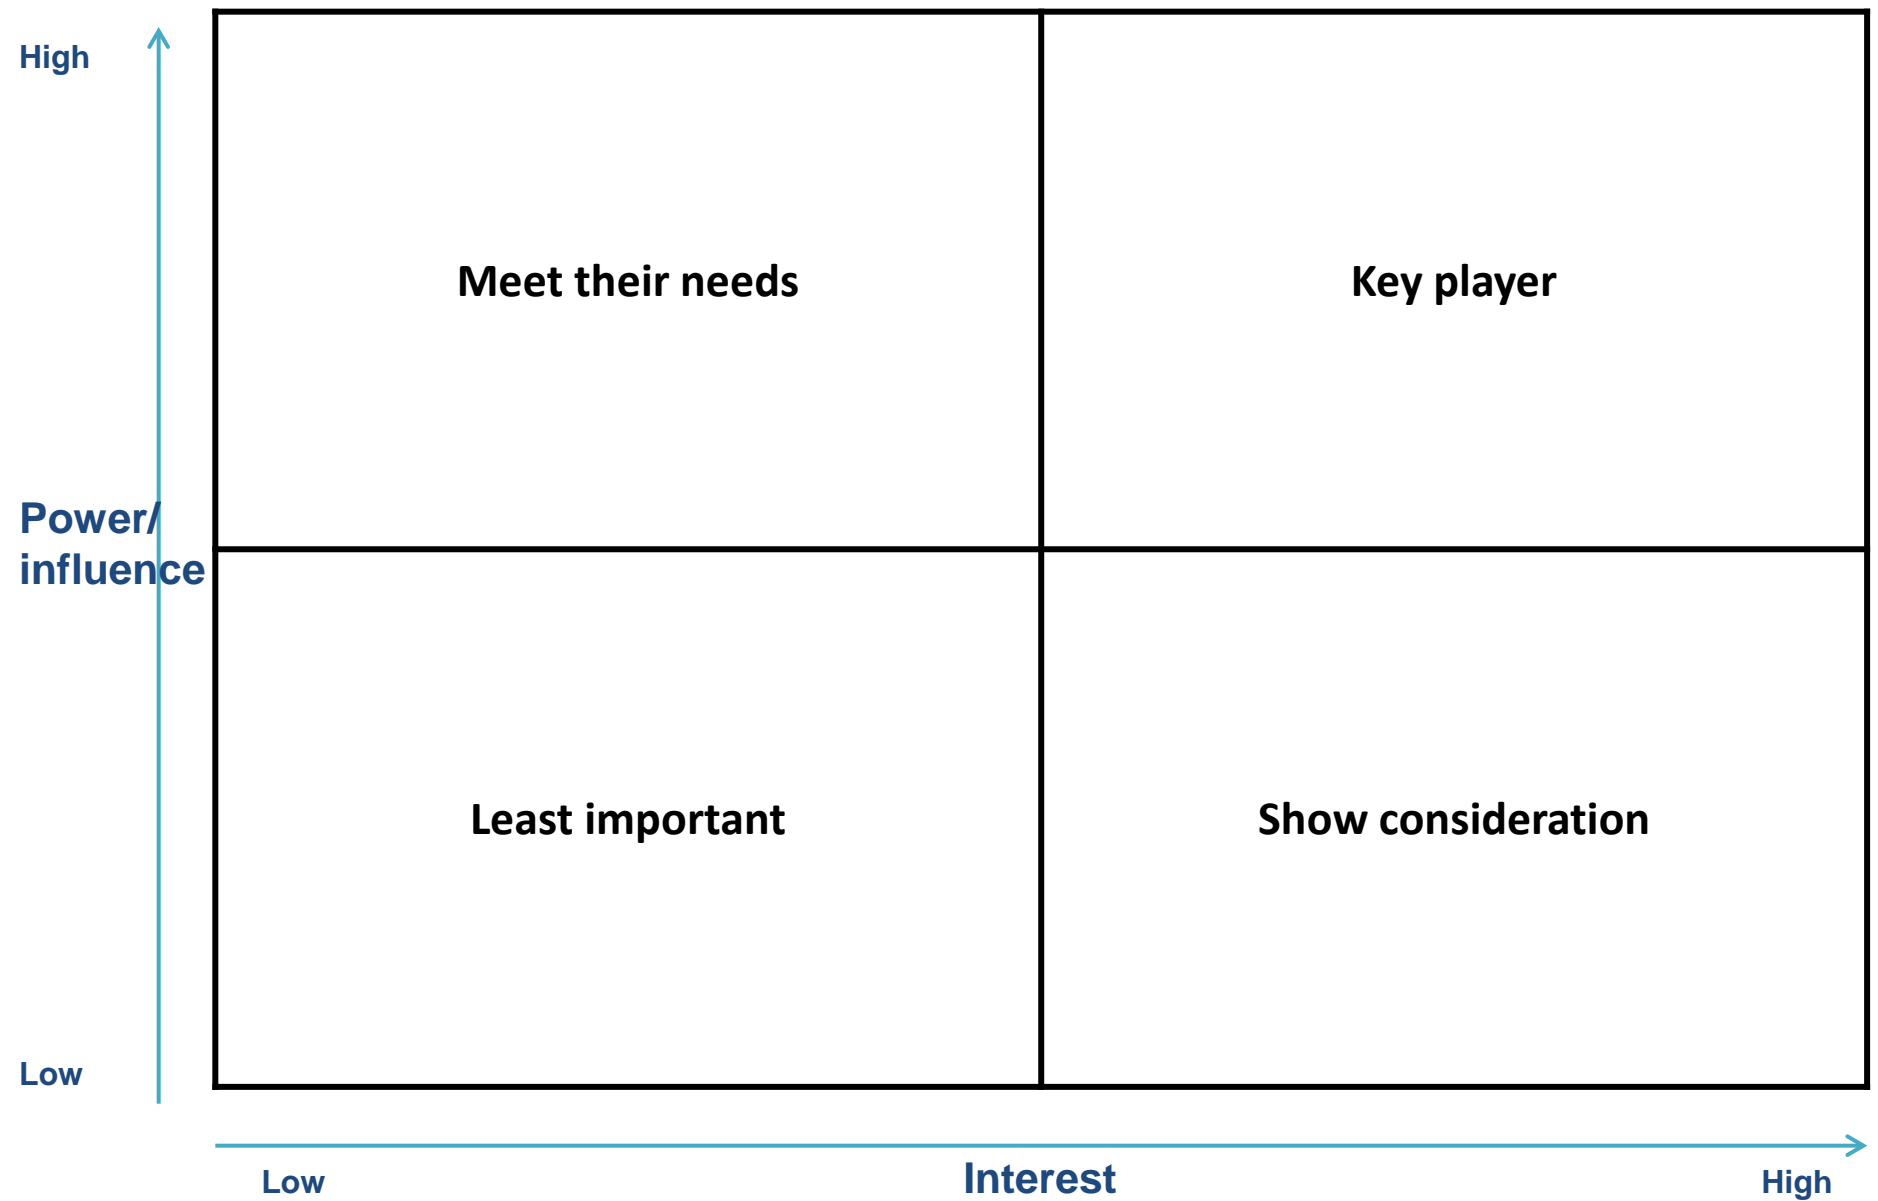 High
Meet their needs
Key player
Power/
influence
Least important
Show consideration
Low
Low
Interest
High